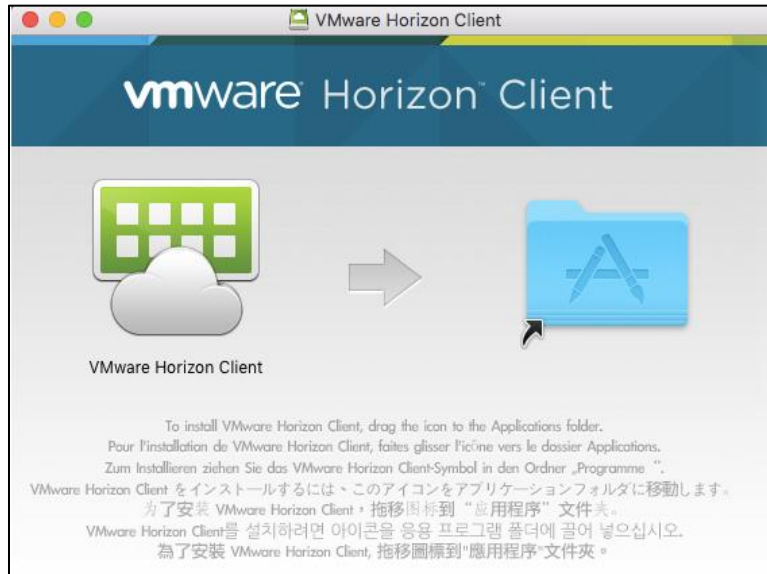 VMware Horizon Client
vmware Horizon™ Client
VMware Horizon Client
To install VMware Horizon Client, drag the icon to the Applications folder.
Pour l'installation de VMware Horizon Client, faites glisser l'icône vers le dossier Applications.
Zum Installieren ziehen Sie das VMware Horizon Client-Symbol in den Ordner „Programme “.
VMware Horizon Client をインストールするには、このアイコンをアプリケーションフォルダに移動します。
为了安装 VMware Horizon Client，拖移图标到 “应用程序” 文件夹。
VMware Horizon Client를 설치하려면 아이콘을 응용 프로그램 폴더에 끌어 넣으십시오.
為了安裝 VMware Horizon Client, 拖移圖標到"應用程序"文件夾。